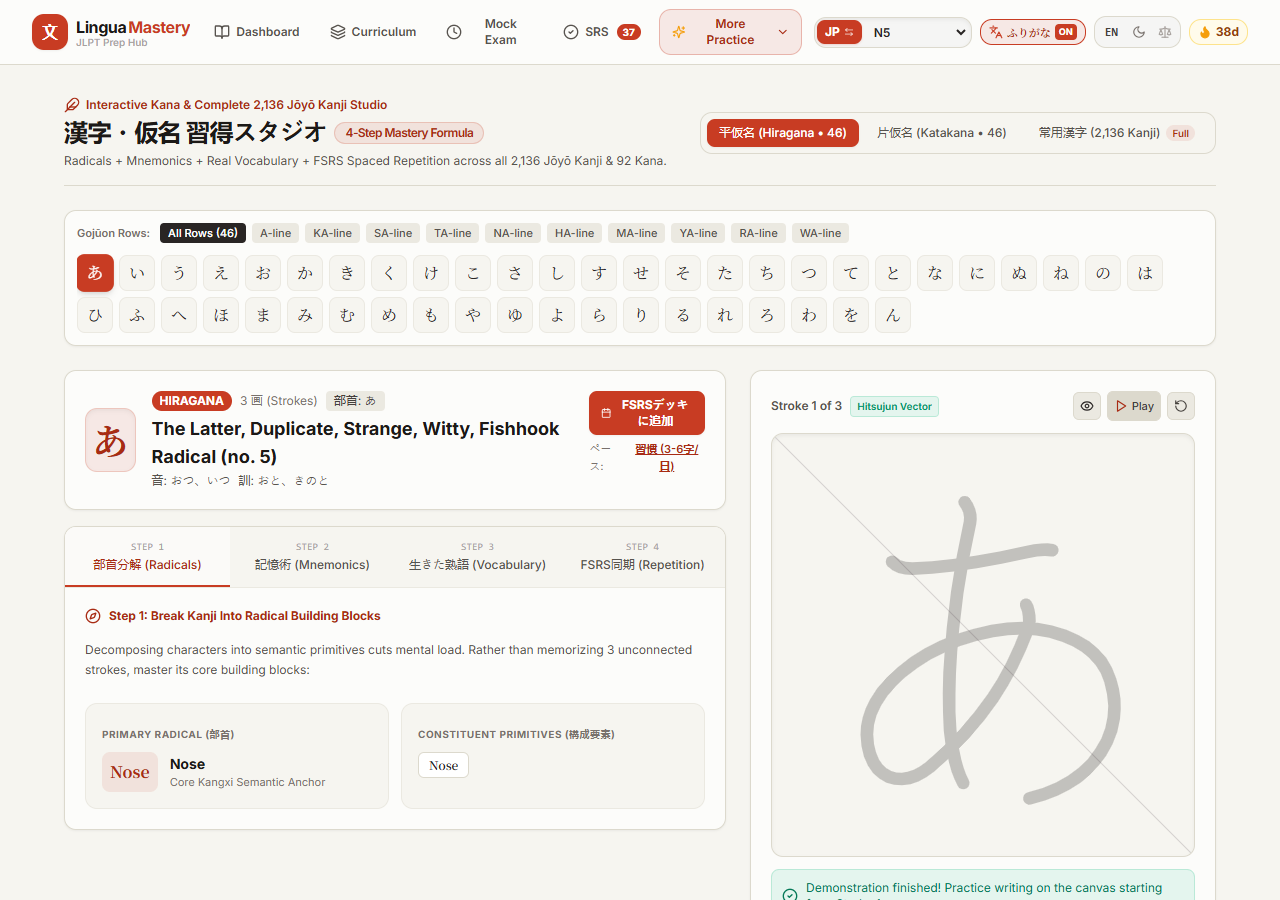 文
LinguaMastery
JLPT Prep Hub
Dashboard
Curriculum
Mock Exam
SRS 37
More Practice
JP
N5
ふりがな ON
EN
38d
Interactive Kana & Complete 2,136 Jōyō Kanji Studio
漢字・仮名 習得スタジオ 4-Step Mastery Formula
Radicals + Mnemonics + Real Vocabulary + FSRS Spaced Repetition across all 2,136 Jōyō Kanji & 92 Kana.
平仮名 (Hiragana • 46)
片仮名 (Katakana • 46)
常用漢字 (2,136 Kanji) Full
Gojūon Rows: All Rows (46) A-line KA-line SA-line TA-line NA-line HA-line MA-line YA-line RA-line WA-line
あ い う え お か き く け こ さ し す せ そ た ち つ て と な に ぬ ね の は
ひ ふ へ ほ ま み む め も や ゆ よ ら り る れ ろ わ を ん
あ
HIRAGANA 3 画 (Strokes) 部首: あ
The Latter, Duplicate, Strange, Witty, Fishhook
Radical (no. 5)
音: おつ、いつ 訓: おと、きのと
FSRSデッキ
に追加
ペース:
習慣 (3-6字/日)
STEP 1
部首分解 (Radicals)
STEP 2
記憶術 (Mnemonics)
STEP 3
生きた熟語 (Vocabulary)
STEP 4
FSRS同期 (Repetition)
Step 1: Break Kanji Into Radical Building Blocks
Decomposing characters into semantic primitives cuts mental load. Rather than memorizing 3 unconnected
strokes, master its core building blocks:
PRIMARY RADICAL (部首)
Nose
Nose
Core Kangxi Semantic Anchor
CONSTITUENT PRIMITIVES (構成要素)
Nose
Stroke 1 of 3 Hitsujun Vector
Play
あ
Demonstration finished! Practice writing on the canvas starting